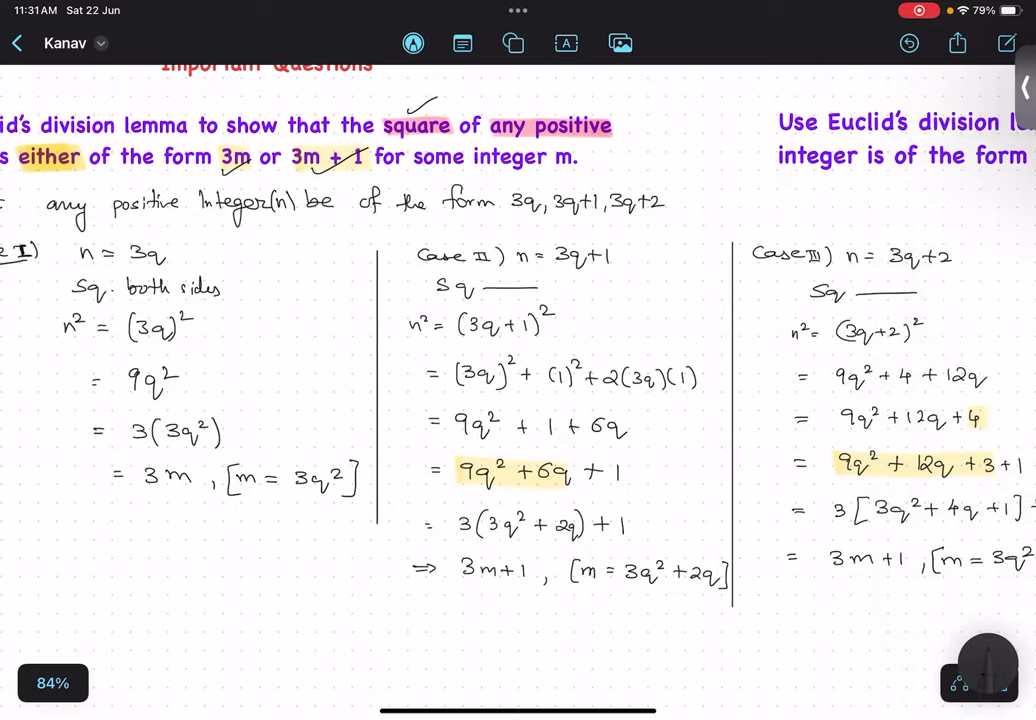 11:31AM Sat 22 Jun
79%
Kanav
Important Questions
id's division lemma to show that the square of any positive
s either of the form 3m or 3m + 1 for some integer m.
any positive Integer(n) be of the form 3q, 3q+1, 3q+2
I) n = 3q
Sq. both sides
n² = (3q)²
= 9q²
= 3(3q²)
= 3m, [m = 3q²]
Case II) n = 3q+1
Sq
n² = (3q+1)²
= (3q)² + (1)² + 2(3q)(1)
= 9q² + 1 + 6q
= 9q² + 6q + 1
= 3(3q² + 2q) + 1
⇒ 3m+1, [m = 3q² + 2q]
Case III) n = 3q+2
Sq
n² = (3q+2)²
= 9q² + 4 + 12q
= 9q² + 12q + 4
= 9q² + 12q + 3 + 1
= 3[3q² + 4q + 1] +
= 3m+1, [m = 3q²
Use Euclid's division l
integer is of the form
84%